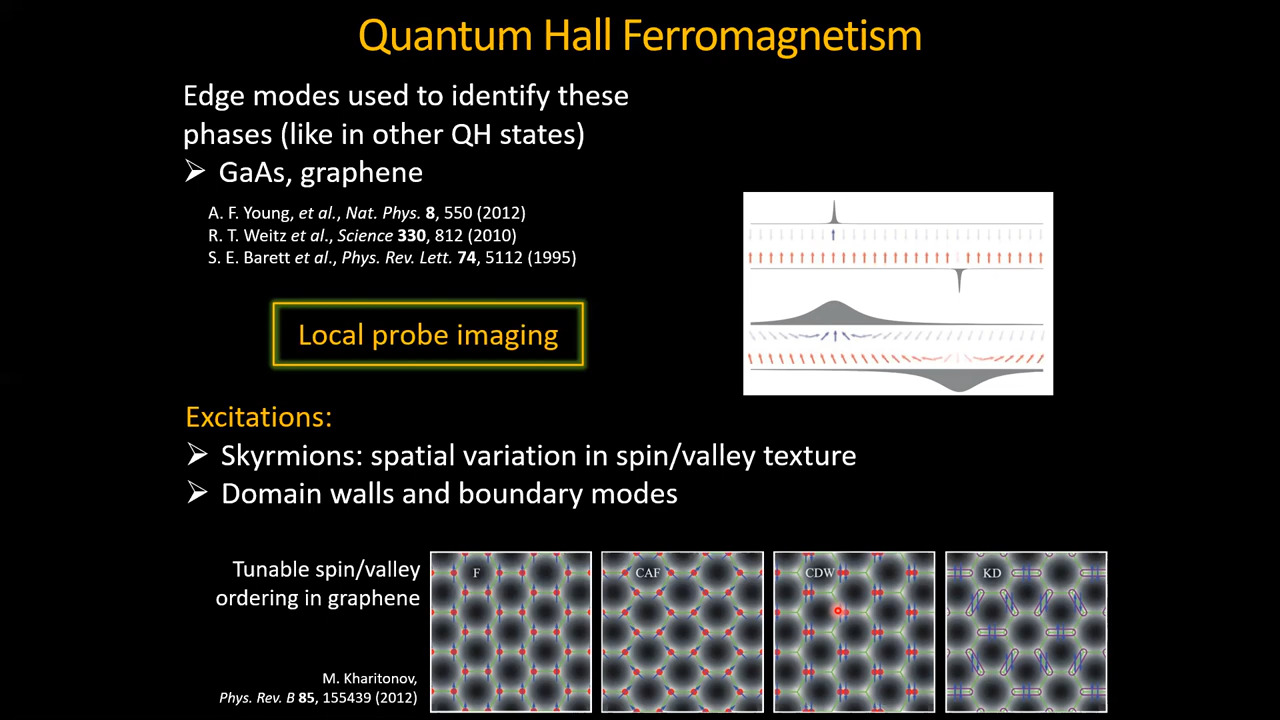 Quantum Hall Ferromagnetism
Edge modes used to identify these
phases (like in other QH states)
➢ GaAs, graphene
A. F. Young, et al., Nat. Phys. 8, 550 (2012)
R. T. Weitz et al., Science 330, 812 (2010)
S. E. Barett et al., Phys. Rev. Lett. 74, 5112 (1995)
Local probe imaging
Excitations:
➢ Skyrmions: spatial variation in spin/valley texture
➢ Domain walls and boundary modes
Tunable spin/valley
ordering in graphene
M. Kharitonov,
Phys. Rev. B 85, 155439 (2012)
F
CAF
CDW
KD